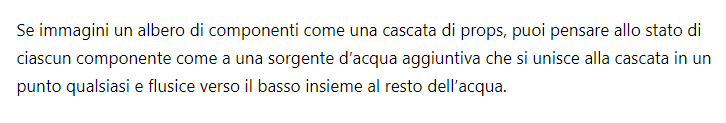 Se immagini un albero di componenti come una cascata di props, puoi pensare allo stato di
ciascun componente come a una sorgente d’acqua aggiuntiva che si unisce alla cascata in un
punto qualsiasi e flusice verso il basso insieme al resto dell’acqua.